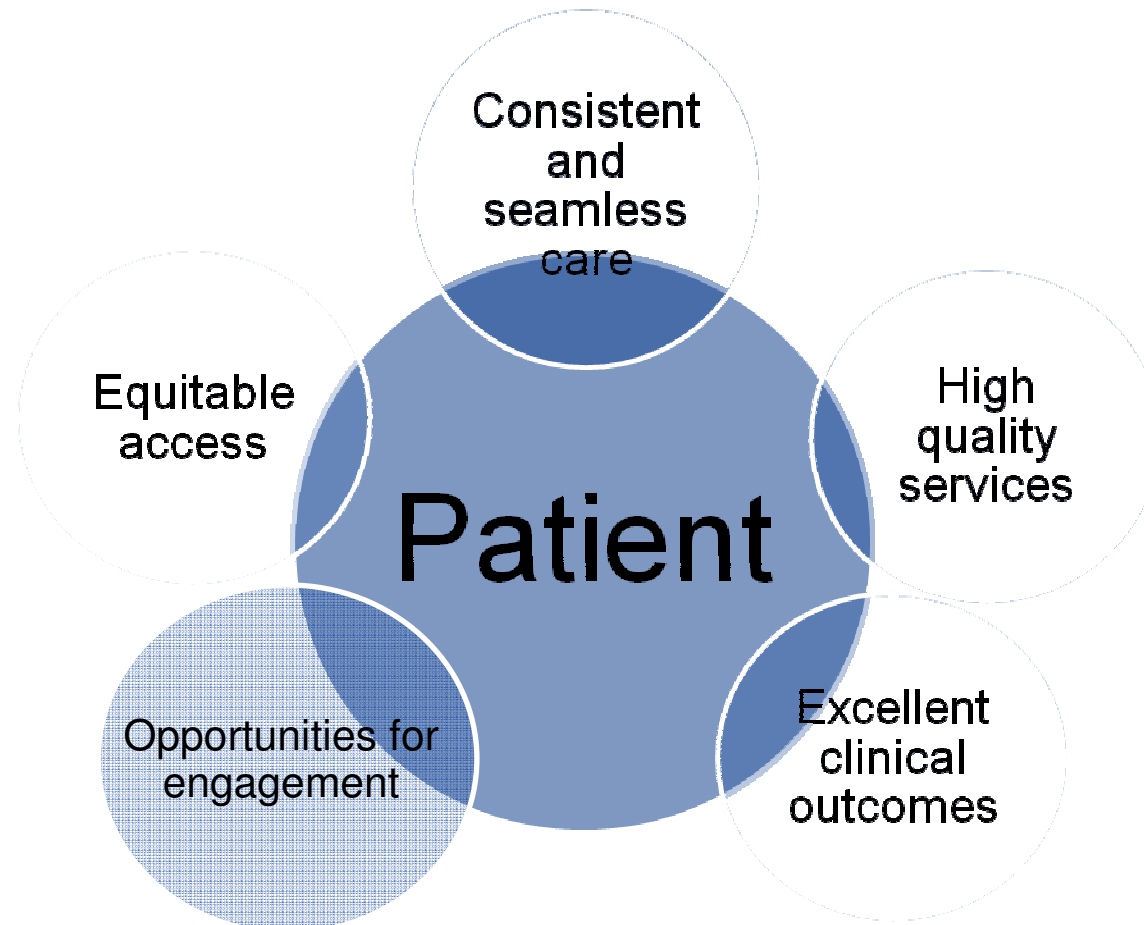 Consistent
and
seamless
care
Equitable
access
High
quality
services
Patient
Opportunities for
engagement
Excellent
clinical
outcomes